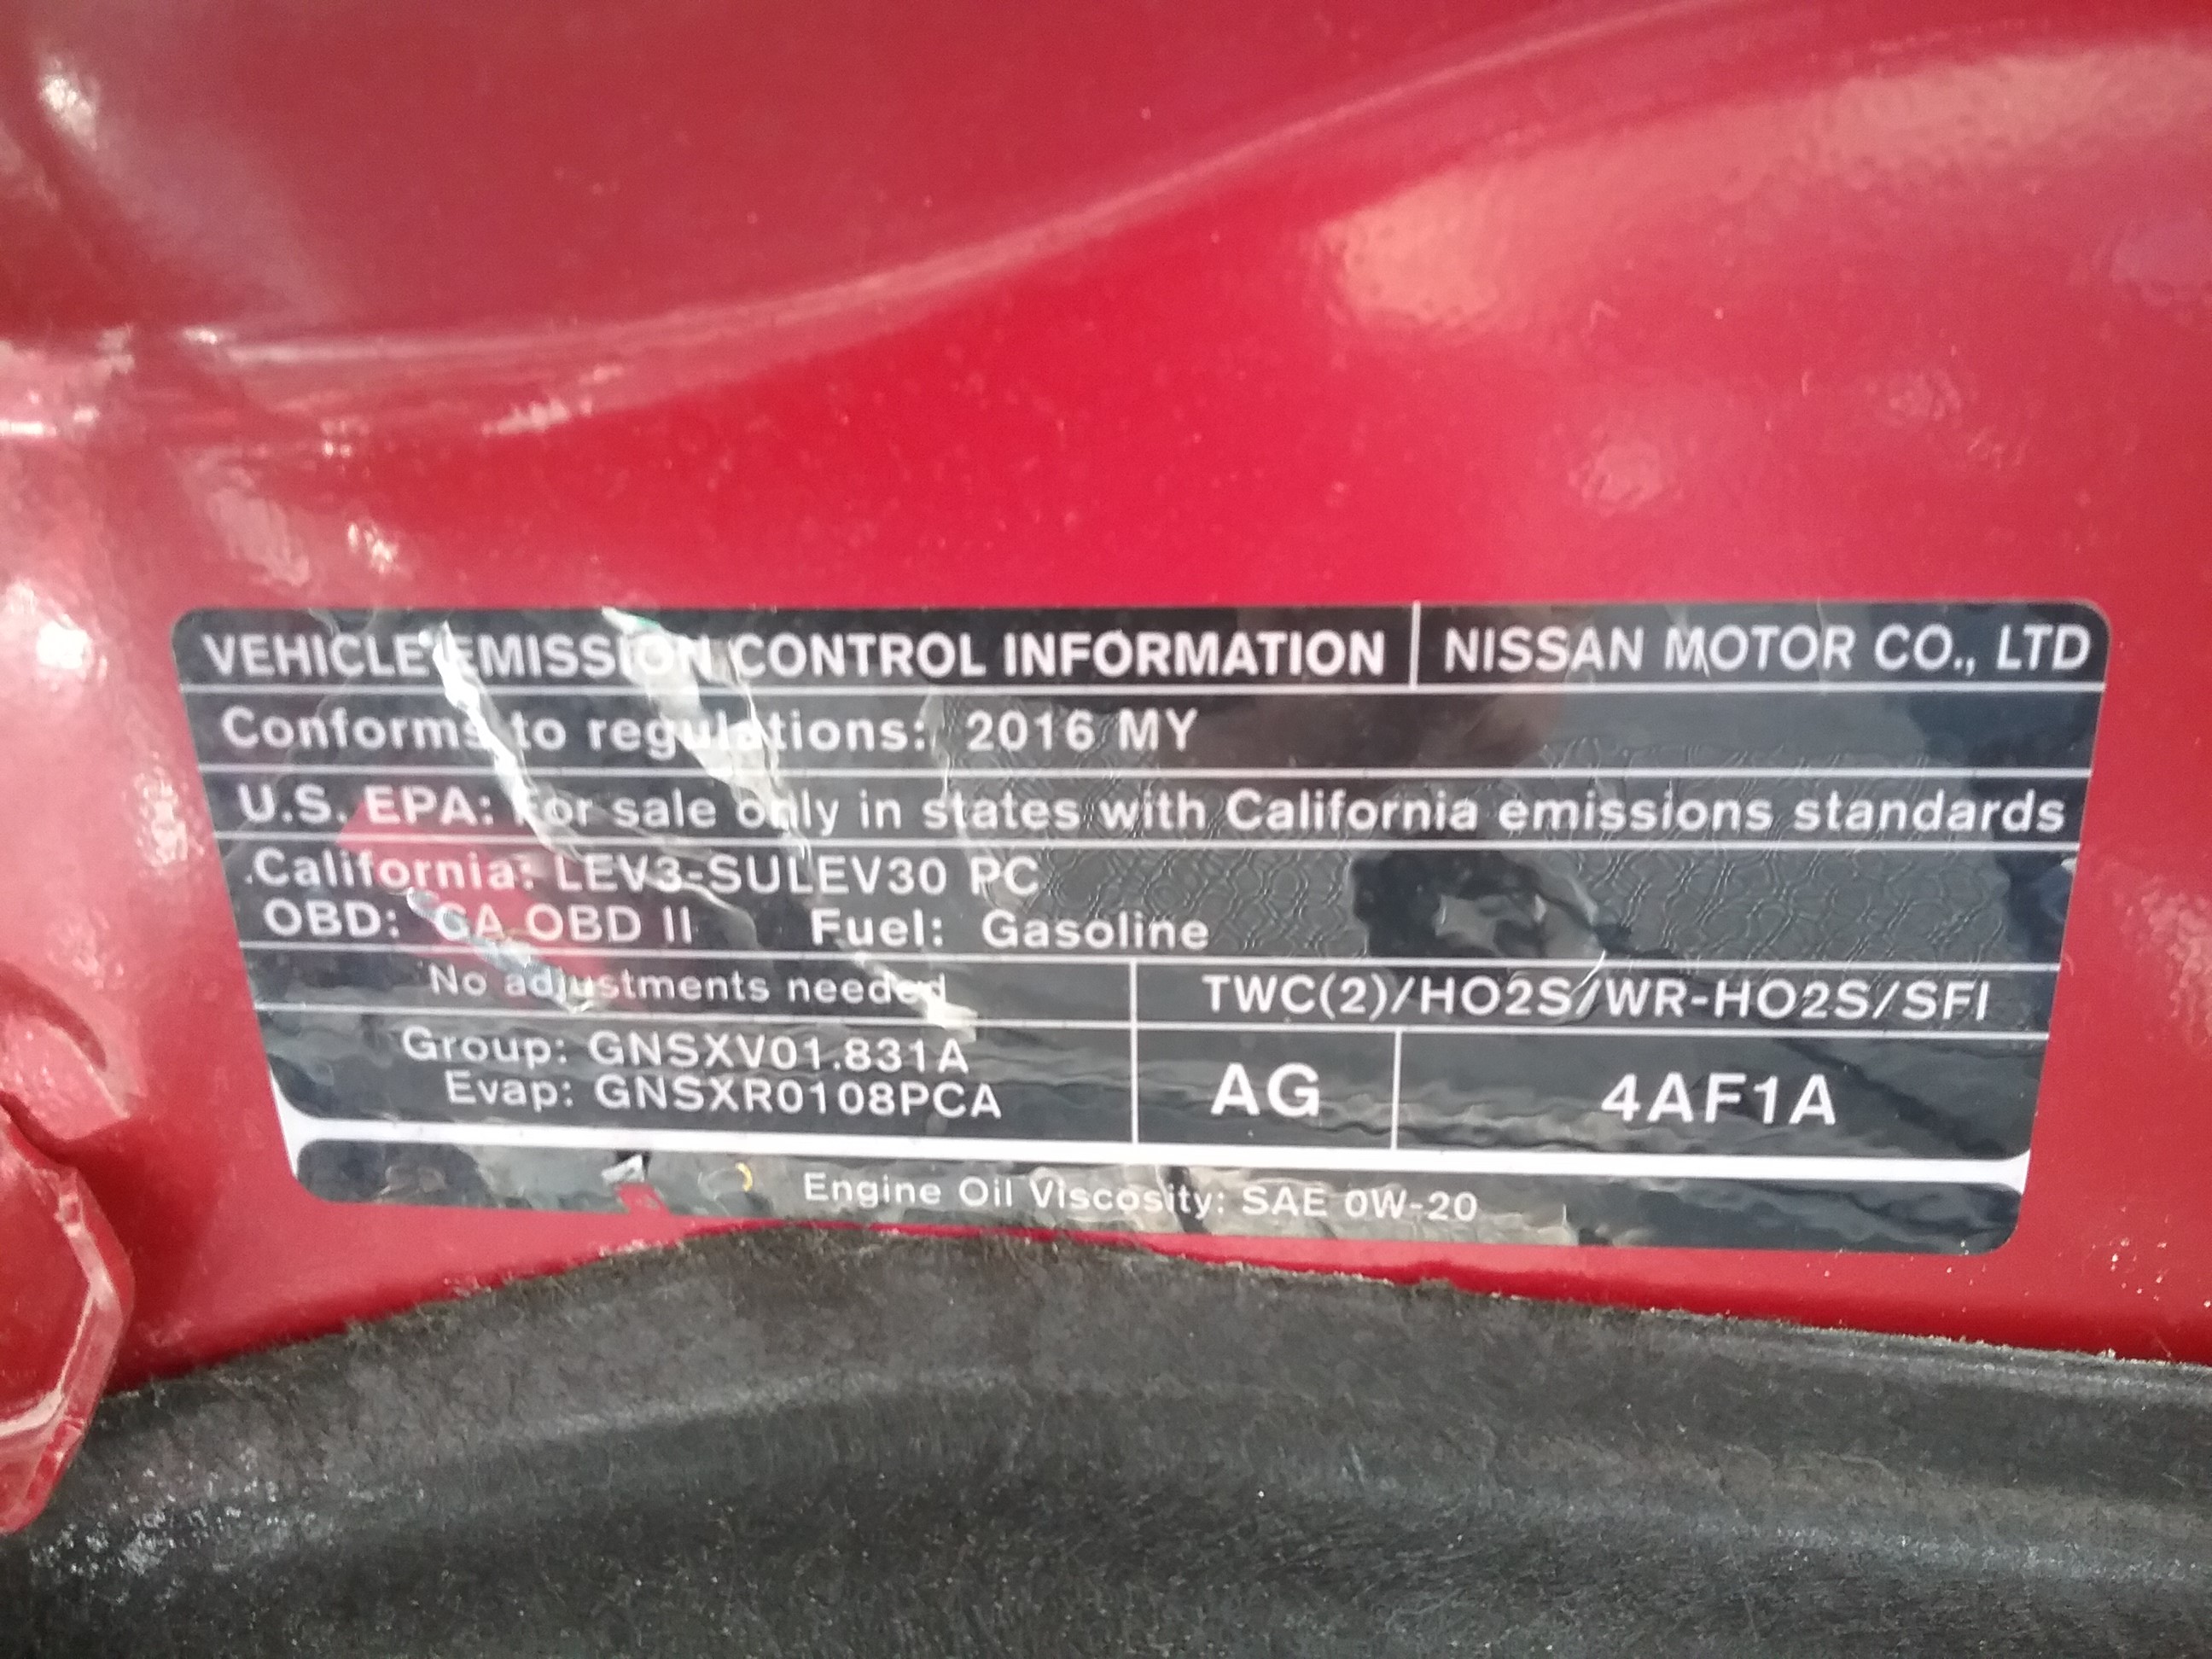 VEHICLE EMISSION CONTROL INFORMATION NISSAN MOTOR CO., LTD
Conforms to regulations: 2016 MY
U.S. EPA: For sale only in states with California emissions standards
California: LEV3-SULEV30 PC
OBD: CA OBD II Fuel: Gasoline
No adjustments needed TWC(2)/HO2S/WR-HO2S/SFI
Group: GNSXV01.831A
Evap: GNSXR0108PCA
AG 4AF1A
Engine Oil Viscosity: SAE 0W-20